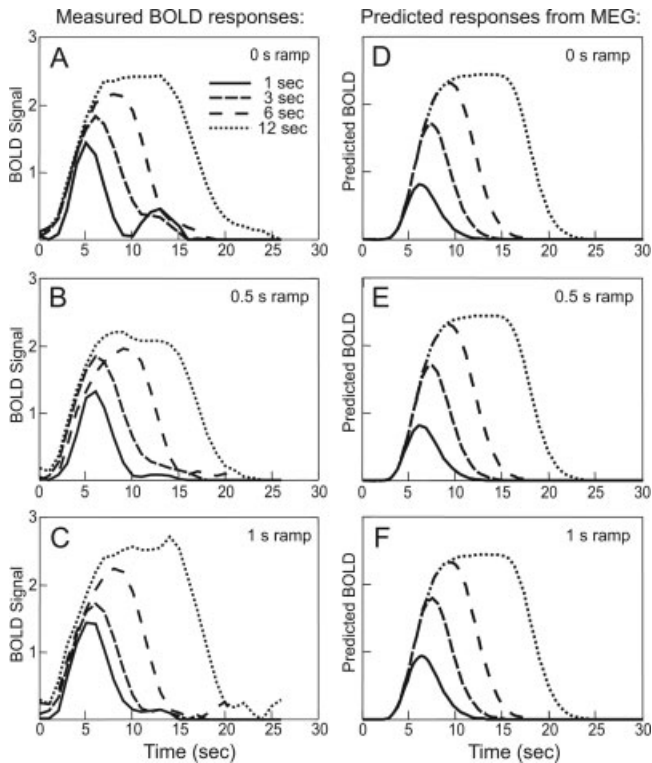 Measured BOLD responses:
Predicted responses from MEG:
A
0 s ramp
1 sec
3 sec
6 sec
12 sec
BOLD Signal
3
2
1
0 5 10 15 20 25 30
D
0 s ramp
Predicted BOLD
0 5 10 15 20 25 30
B
0.5 s ramp
BOLD Signal
3
2
1
0 5 10 15 20 25 30
E
0.5 s ramp
Predicted BOLD
0 5 10 15 20 25 30
C
1 s ramp
BOLD Signal
3
2
1
0 5 10 15 20 25 30
Time (sec)
F
1 s ramp
Predicted BOLD
0 5 10 15 20 25 30
Time (sec)